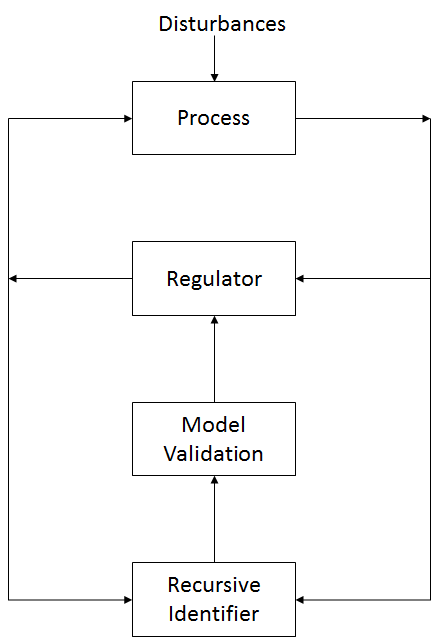 Disturbances
Process
Regulator
Model
Validation
Recursive
Identifier